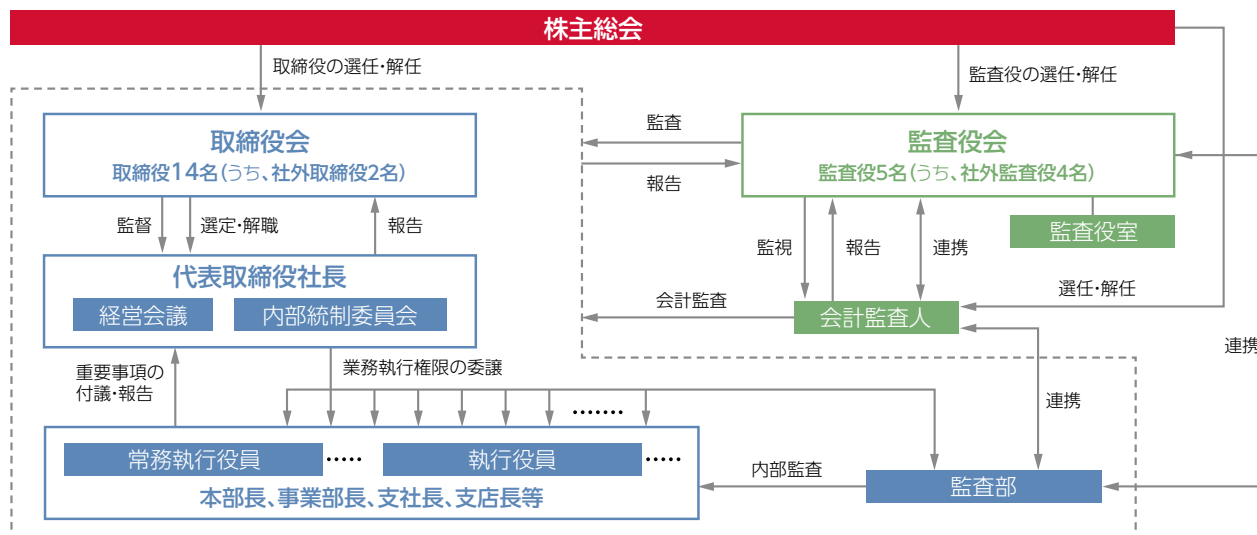 株主総会
取締役の選任・解任
監査役の選任・解任
取締役会
取締役14名(うち、社外取締役2名)
監査
報告
監査役会
監査役5名(うち、社外監査役4名)
監査役室
監督
選定・解職
報告
監視
報告
連携
代表取締役社長
経営会議
内部統制委員会
会計監査
会計監査人
選任・解任
連携
重要事項の
付議・報告
業務執行権限の委譲
.......
連携
常務執行役員
.....
執行役員
.....
本部長、事業部長、支社長、支店長等
内部監査
監査部